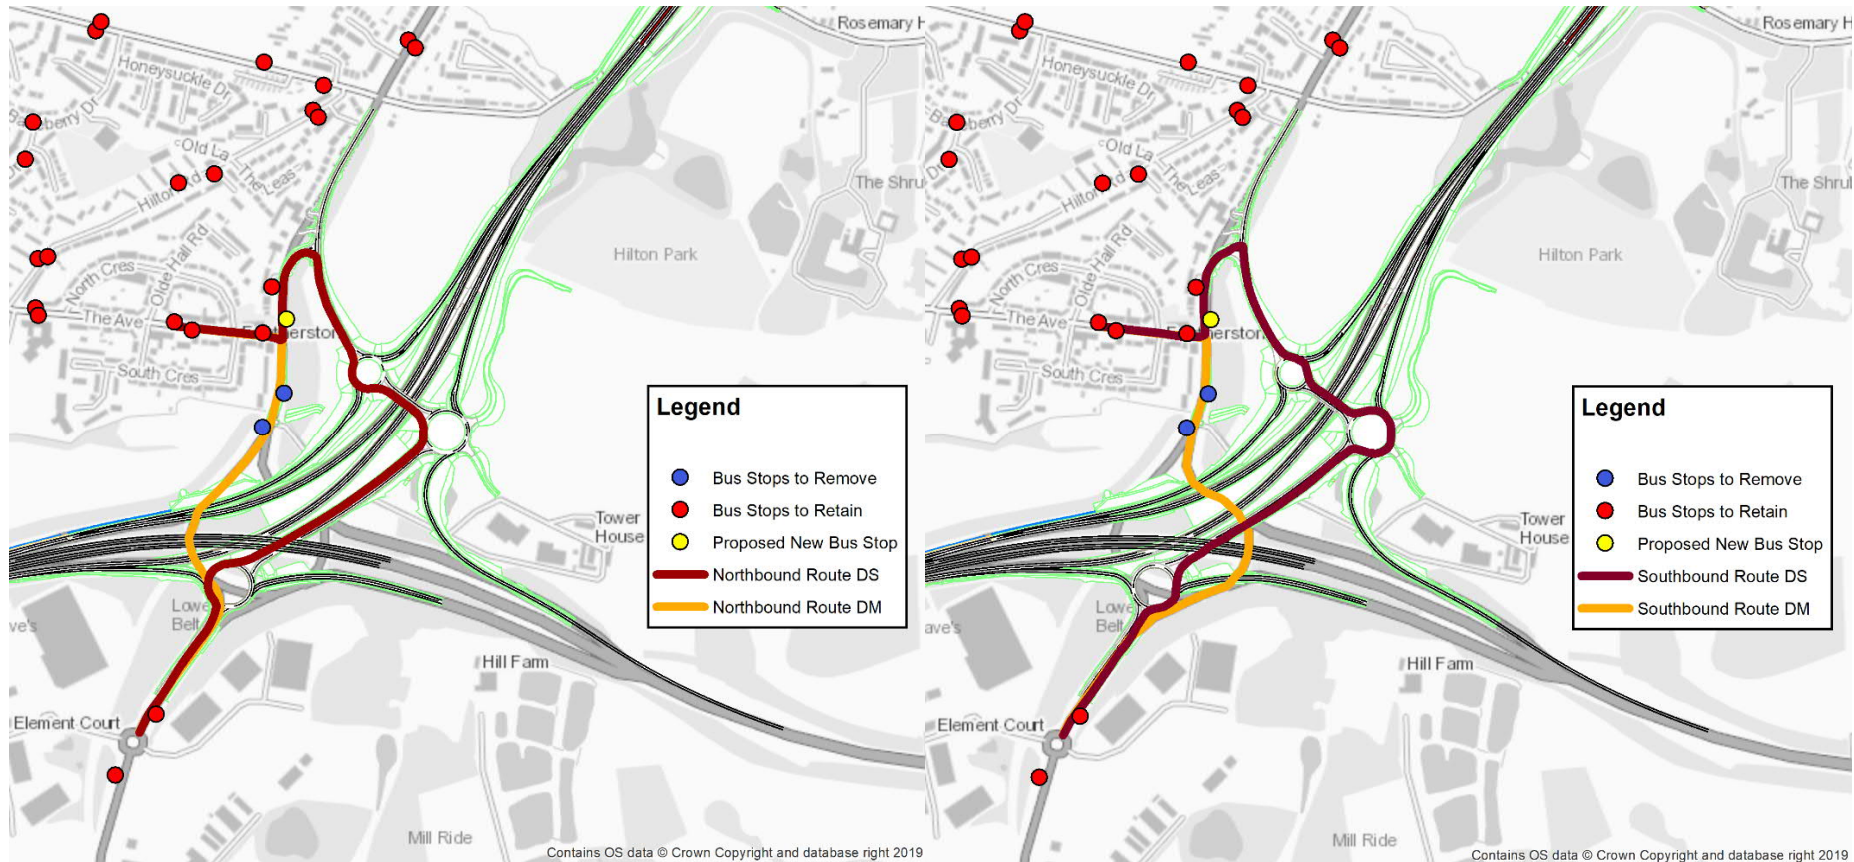 Rosemary H
Honeysuckle Dr
Old La
The Leas
Hilton Rd
The Shru
Hilton Park
North Cres
Olde Hall Rd
The Ave
South Cres
Legend
Bus Stops to Remove
Bus Stops to Retain
Proposed New Bus Stop
Northbound Route DS
Northbound Route DM
Tower
House
Lowe
Belt
ave's
Hill Farm
Element Court
Mill Ride
Contains OS data © Crown Copyright and database right 2019
Rosemary H
Honeysuckle Dr
Old La
The Leas
Hilton Rd
The Shru
Hilton Park
North Cres
Olde Hall Rd
The Ave
South Cres
Legend
Bus Stops to Remove
Bus Stops to Retain
Proposed New Bus Stop
Southbound Route DS
Southbound Route DM
Tower
House
Lowe
Belt
ave's
Hill Farm
Element Court
Mill Ride
Contains OS data © Crown Copyright and database right 2019